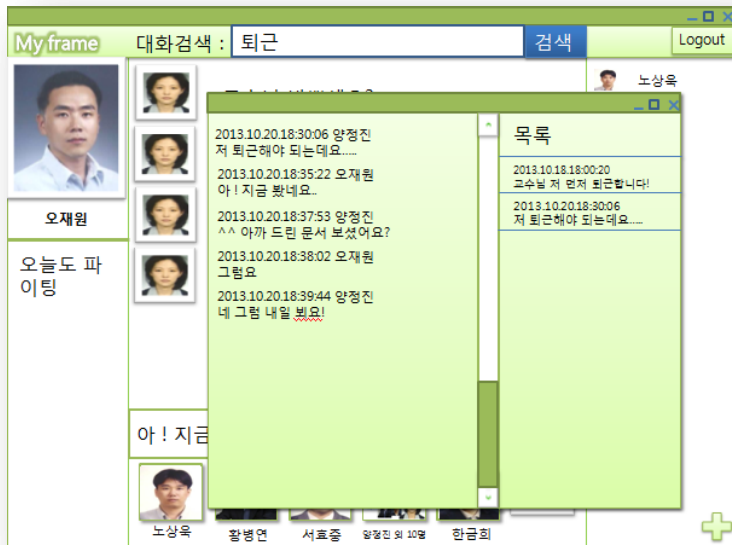 My frame
대화검색 :
퇴근
검색
Logout
노상욱
오재원
오늘도 파
이팅
2013.10.20.18:30:06 양정진
저 퇴근해야 되는데요.....
2013.10.20.18:35:22 오재원
아 ! 지금 봤네요..
2013.10.20.18:37:53 양정진
^^ 아까 드린 문서 보셨어요?
2013.10.20.18:38:02 오재원
그럼요
2013.10.20.18:39:44 양정진
네 그럼 내일 뵈요!
목록
2013.10.18.18:00:20
교수님 저 먼저 퇴근합니다!
2013.10.20.18:30:06
저 퇴근해야 되는데요.....
아 ! 지금
노상욱
황병연
서효중
양정진 외 10명
한금희